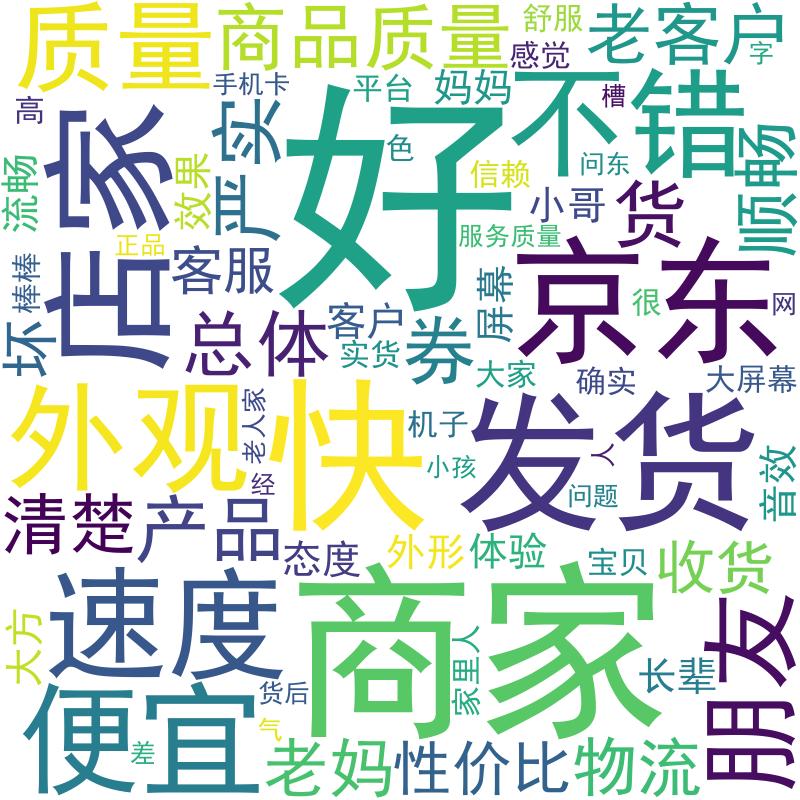 质量
商品质量
舒服
感觉
老客户
字
手机卡
平台
妈妈
不错
槽
高
店家
严实
好
色
信赖
问东
顺畅
流畅
效果
小哥
货
正品
客服
服务质量
京东
棒棒
坏
总体
客户
实货
券
屏幕
很
网
大家
确实
大屏幕
外观
老人家
快
机子
小孩
发货
人
问题
音效
经
清楚
产品
态度
外形
体验
宝贝
收货
速度
商家
朋友
大方
家里人
长辈
便宜
货后
气
差
老妈
性价比
物流